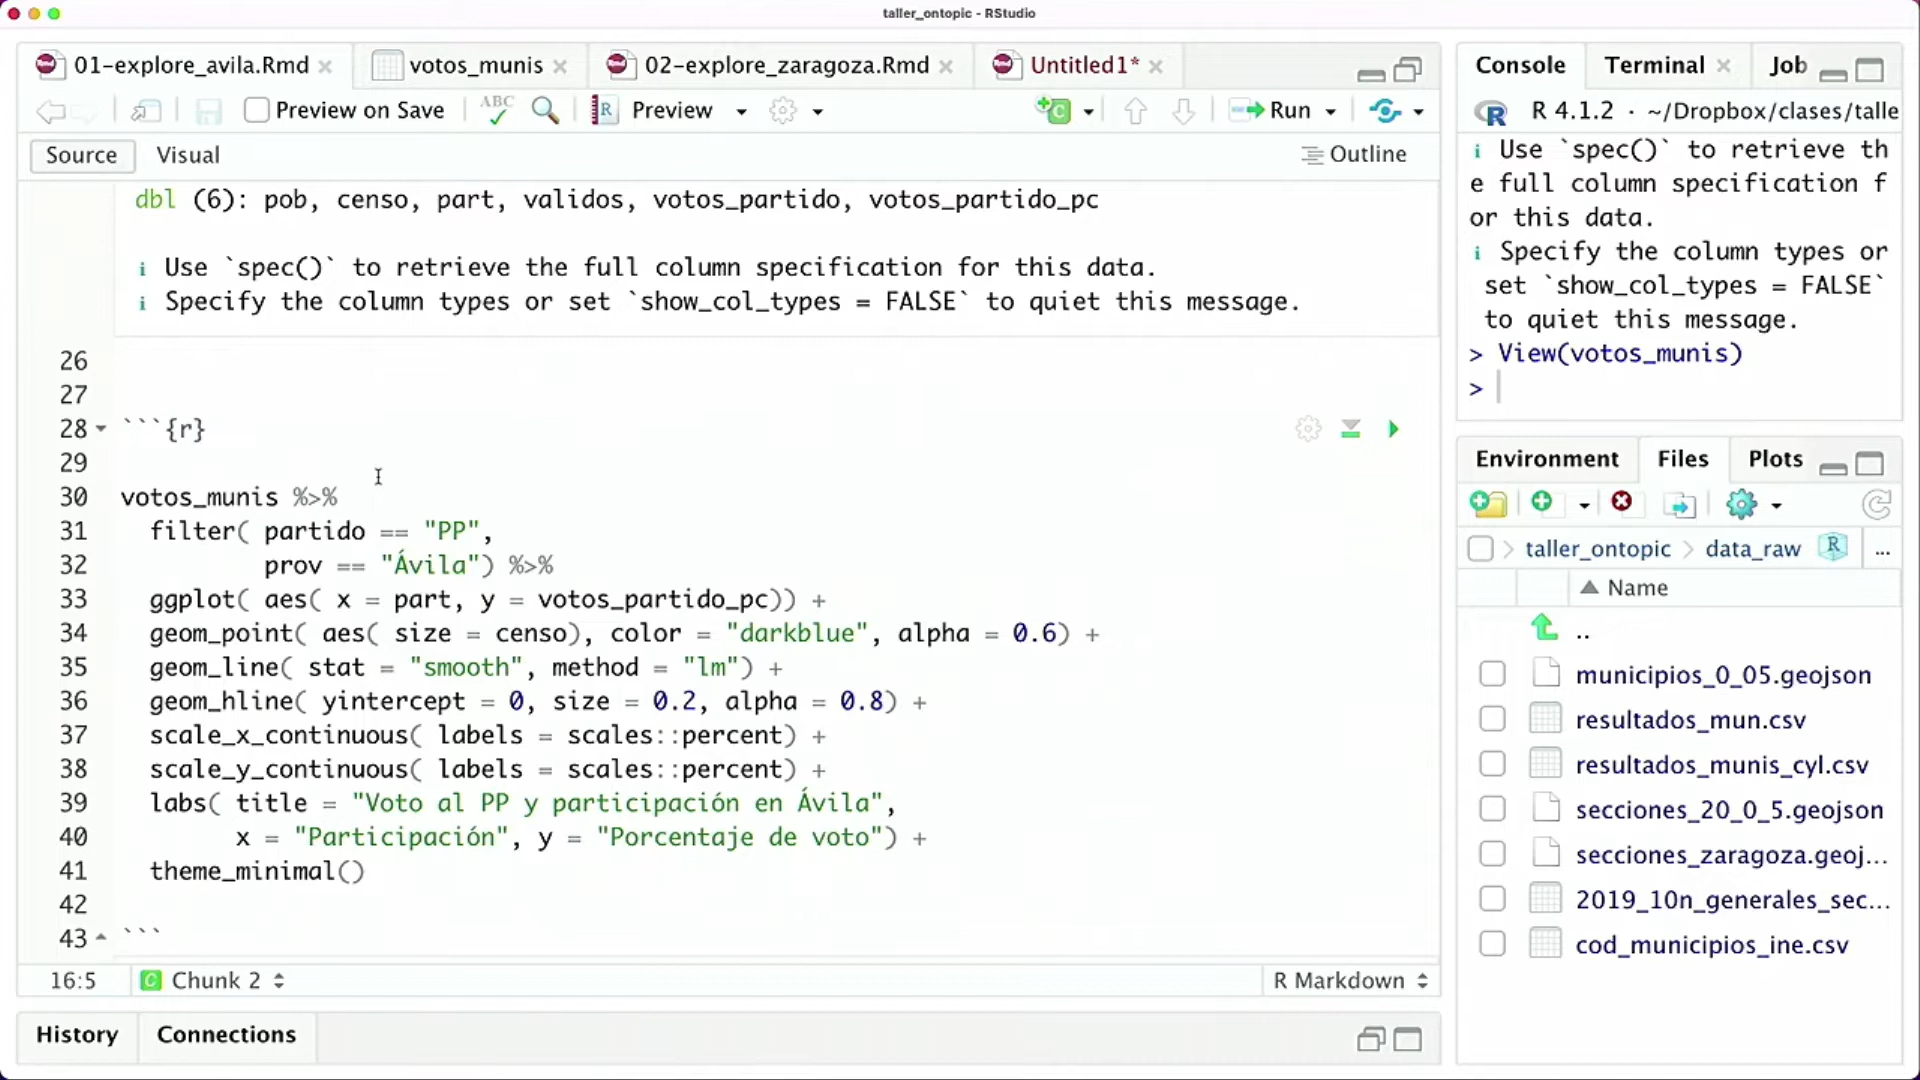 taller_ontopic - RStudio
01-explore_avila.Rmd
votos_munis
02-explore_zaragoza.Rmd
Untitled1*
Preview on Save
ABC
Preview
Run
Source
Visual
Outline
dbl (6): pob, censo, part, validos, votos_partido, votos_partido_pc
i Use `spec()` to retrieve the full column specification for this data.
i Specify the column types or set `show_col_types = FALSE` to quiet this message.
26
27
28 ```{r}
29
30 votos_munis %>%
31 filter( partido == "PP",
32 prov == "Ávila") %>%
33 ggplot( aes( x = part, y = votos_partido_pc)) +
34 geom_point( aes( size = censo), color = "darkblue", alpha = 0.6) +
35 geom_line( stat = "smooth", method = "lm") +
36 geom_hline( yintercept = 0, size = 0.2, alpha = 0.8) +
37 scale_x_continuous( labels = scales::percent) +
38 scale_y_continuous( labels = scales::percent) +
39 labs( title = "Voto al PP y participación en Ávila",
40 x = "Participación", y = "Porcentaje de voto") +
41 theme_minimal()
42
43 ```
16:5
C Chunk 2
R Markdown
History
Connections
Console
Terminal
Job
R R 4.1.2 · ~/Dropbox/clases/talle
i Use `spec()` to retrieve th
e full column specification f
or this data.
i Specify the column types or
set `show_col_types = FALSE`
to quiet this message.
> View(votos_munis)
>
Environment
Files
Plots
taller_ontopic
data_raw
R
...
Name
..
municipios_0_05.geojson
resultados_mun.csv
resultados_munis_cyl.csv
secciones_20_0_5.geojson
secciones_zaragoza.geoj...
2019_10n_generales_sec...
cod_municipios_ine.csv